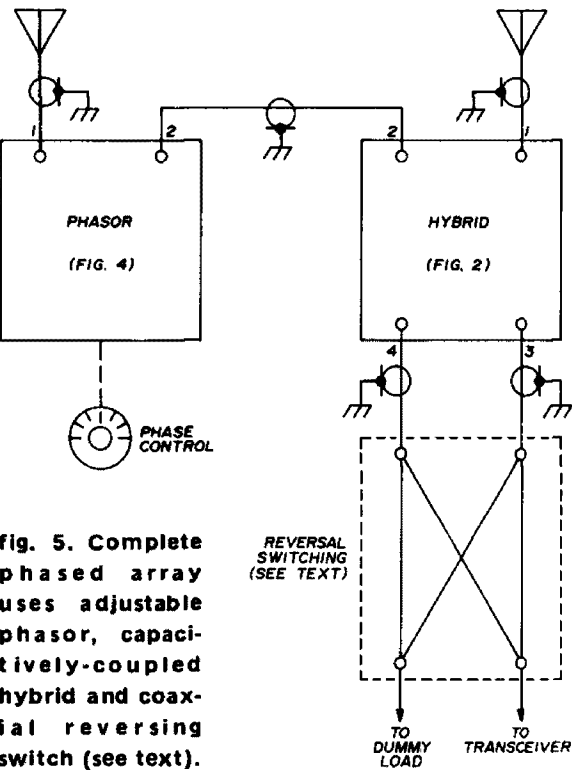 1
2
2
1
PHASOR
(FIG. 4)
HYBRID
(FIG. 2)
4
3
PHASE
CONTROL
REVERSAL
SWITCHING
(SEE TEXT)
TO
DUMMY
LOAD
TO
TRANSCEIVER
fig. 5. Complete
phased array
uses adjustable
phasor, capaci-
tively-coupled
hybrid and coax-
ial reversing
switch (see text).